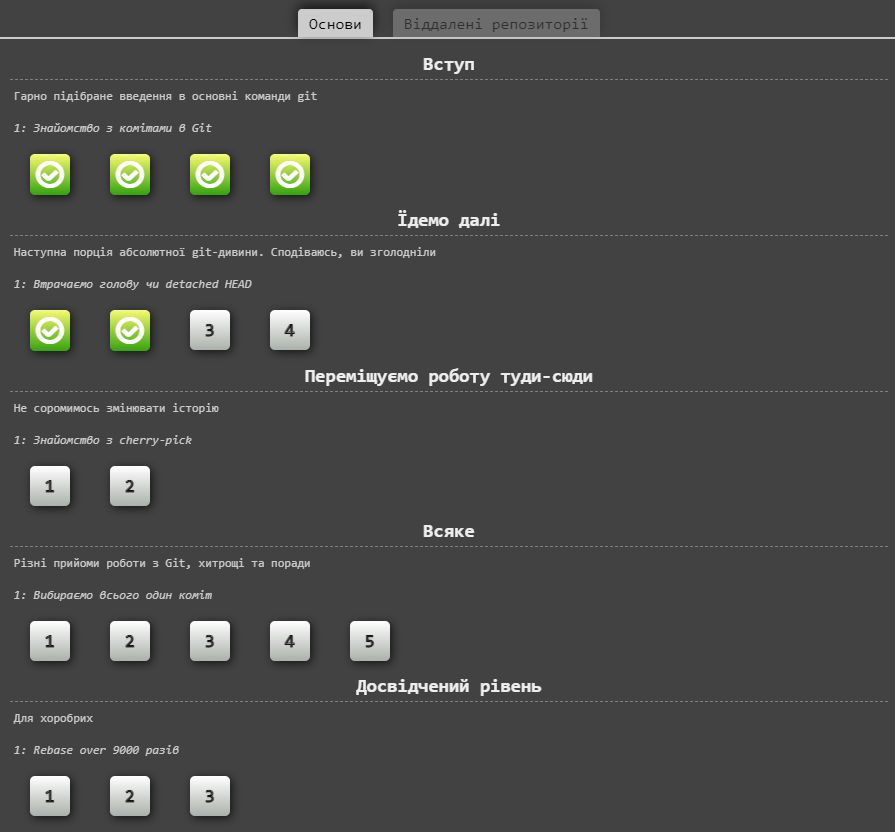 Основи Віддалені репозиторії
Вступ
Гарно підібране введення в основні команди git
1: Знайомство з комітами в Git
Їдемо далі
Наступна порція абсолютної git-дивини. Сподіваюсь, ви зголодніли
1: Втрачаємо голову чи detached HEAD
3 4
Переміщуємо роботу туди-сюди
Не соромимось змінювати історію
1: Знайомство з cherry-pick
1 2
Всяке
Різні прийоми роботи з Git, хитрощі та поради
1: Вибираємо всього один коміт
1 2 3 4 5
Досвідчений рівень
Для хоробрих
1: Rebase over 9000 разів
1 2 3